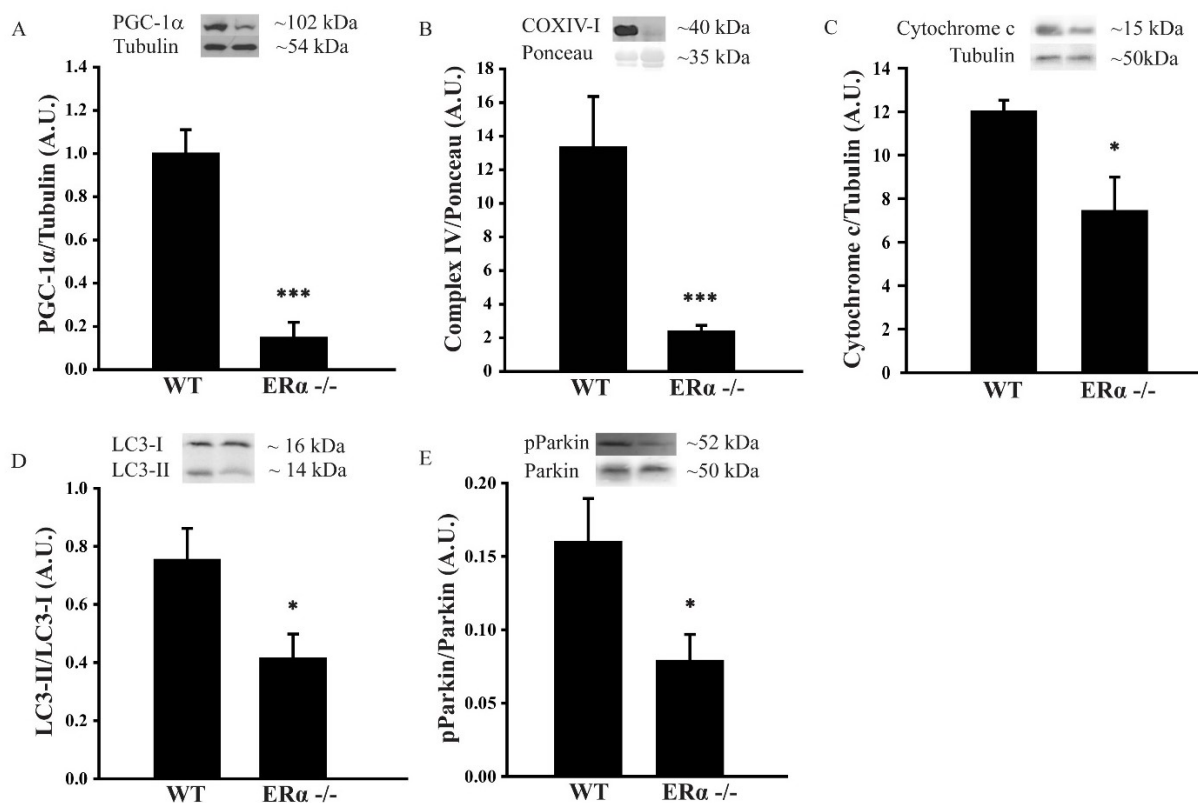 A
PGC-1α ~102 kDa
Tubulin ~54 kDa
PGC-1α/Tubulin (A.U.)
1.4
1.2
1.0
0.8
0.6
0.4
0.2
0.0
***
WT ERα -/-
B
COXIV-I ~40 kDa
Ponceau ~35 kDa
Complex IV/Ponceau (A.U.)
18
16
14
12
10
8
6
4
2
0
***
WT ERα -/-
C
Cytochrome c ~15 kDa
Tubulin ~50kDa
Cytochrome c/Tubulin (A.U.)
14
12
10
8
6
4
2
0
*
WT ERα -/-
D
LC3-I ~ 16 kDa
LC3-II ~ 14 kDa
LC3-II/LC3-I (A.U.)
1.0
0.8
0.6
0.4
0.2
0.0
*
WT ERα -/-
E
pParkin ~52 kDa
Parkin ~50 kDa
pParkin/Parkin (A.U.)
0.20
0.15
0.10
0.05
0.00
*
WT ERα -/-